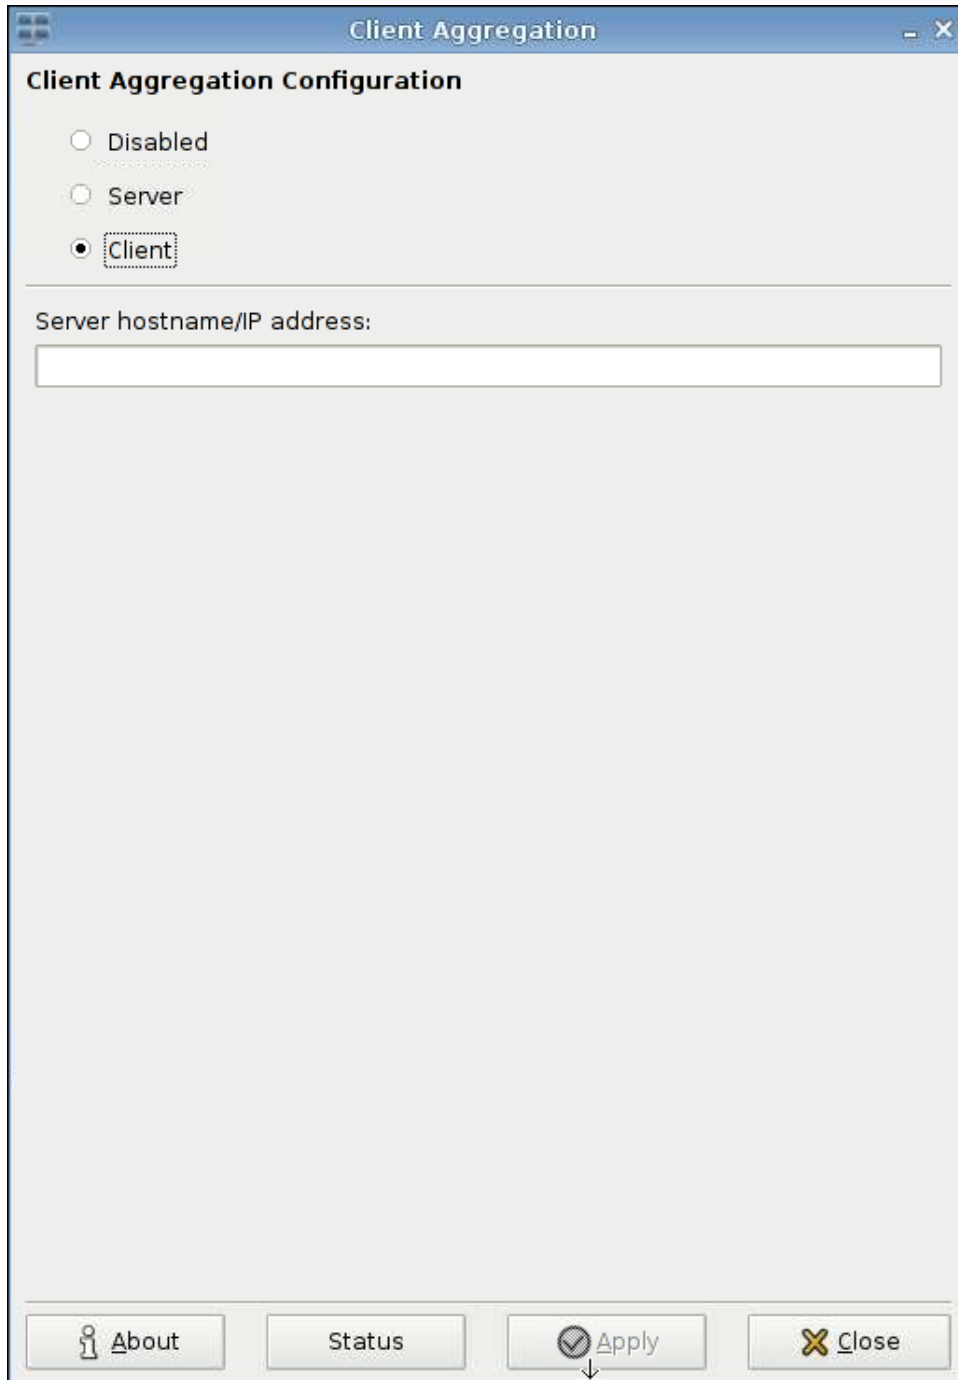 Client Aggregation
Client Aggregation Configuration
Disabled
Server
Client
Server hostname/IP address:
About
Status
Apply
Close